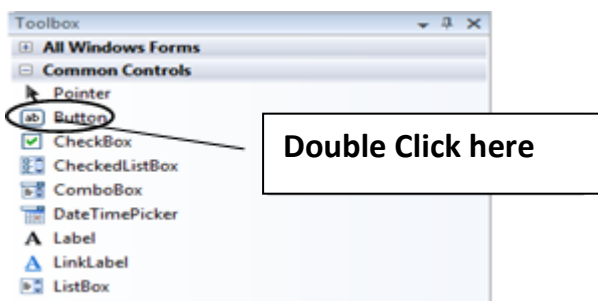 Toolbox
All Windows Forms
Common Controls
Pointer
ab Button
Double Click here
CheckBox
CheckedListBox
ComboBox
DateTimePicker
A Label
A LinkLabel
ListBox